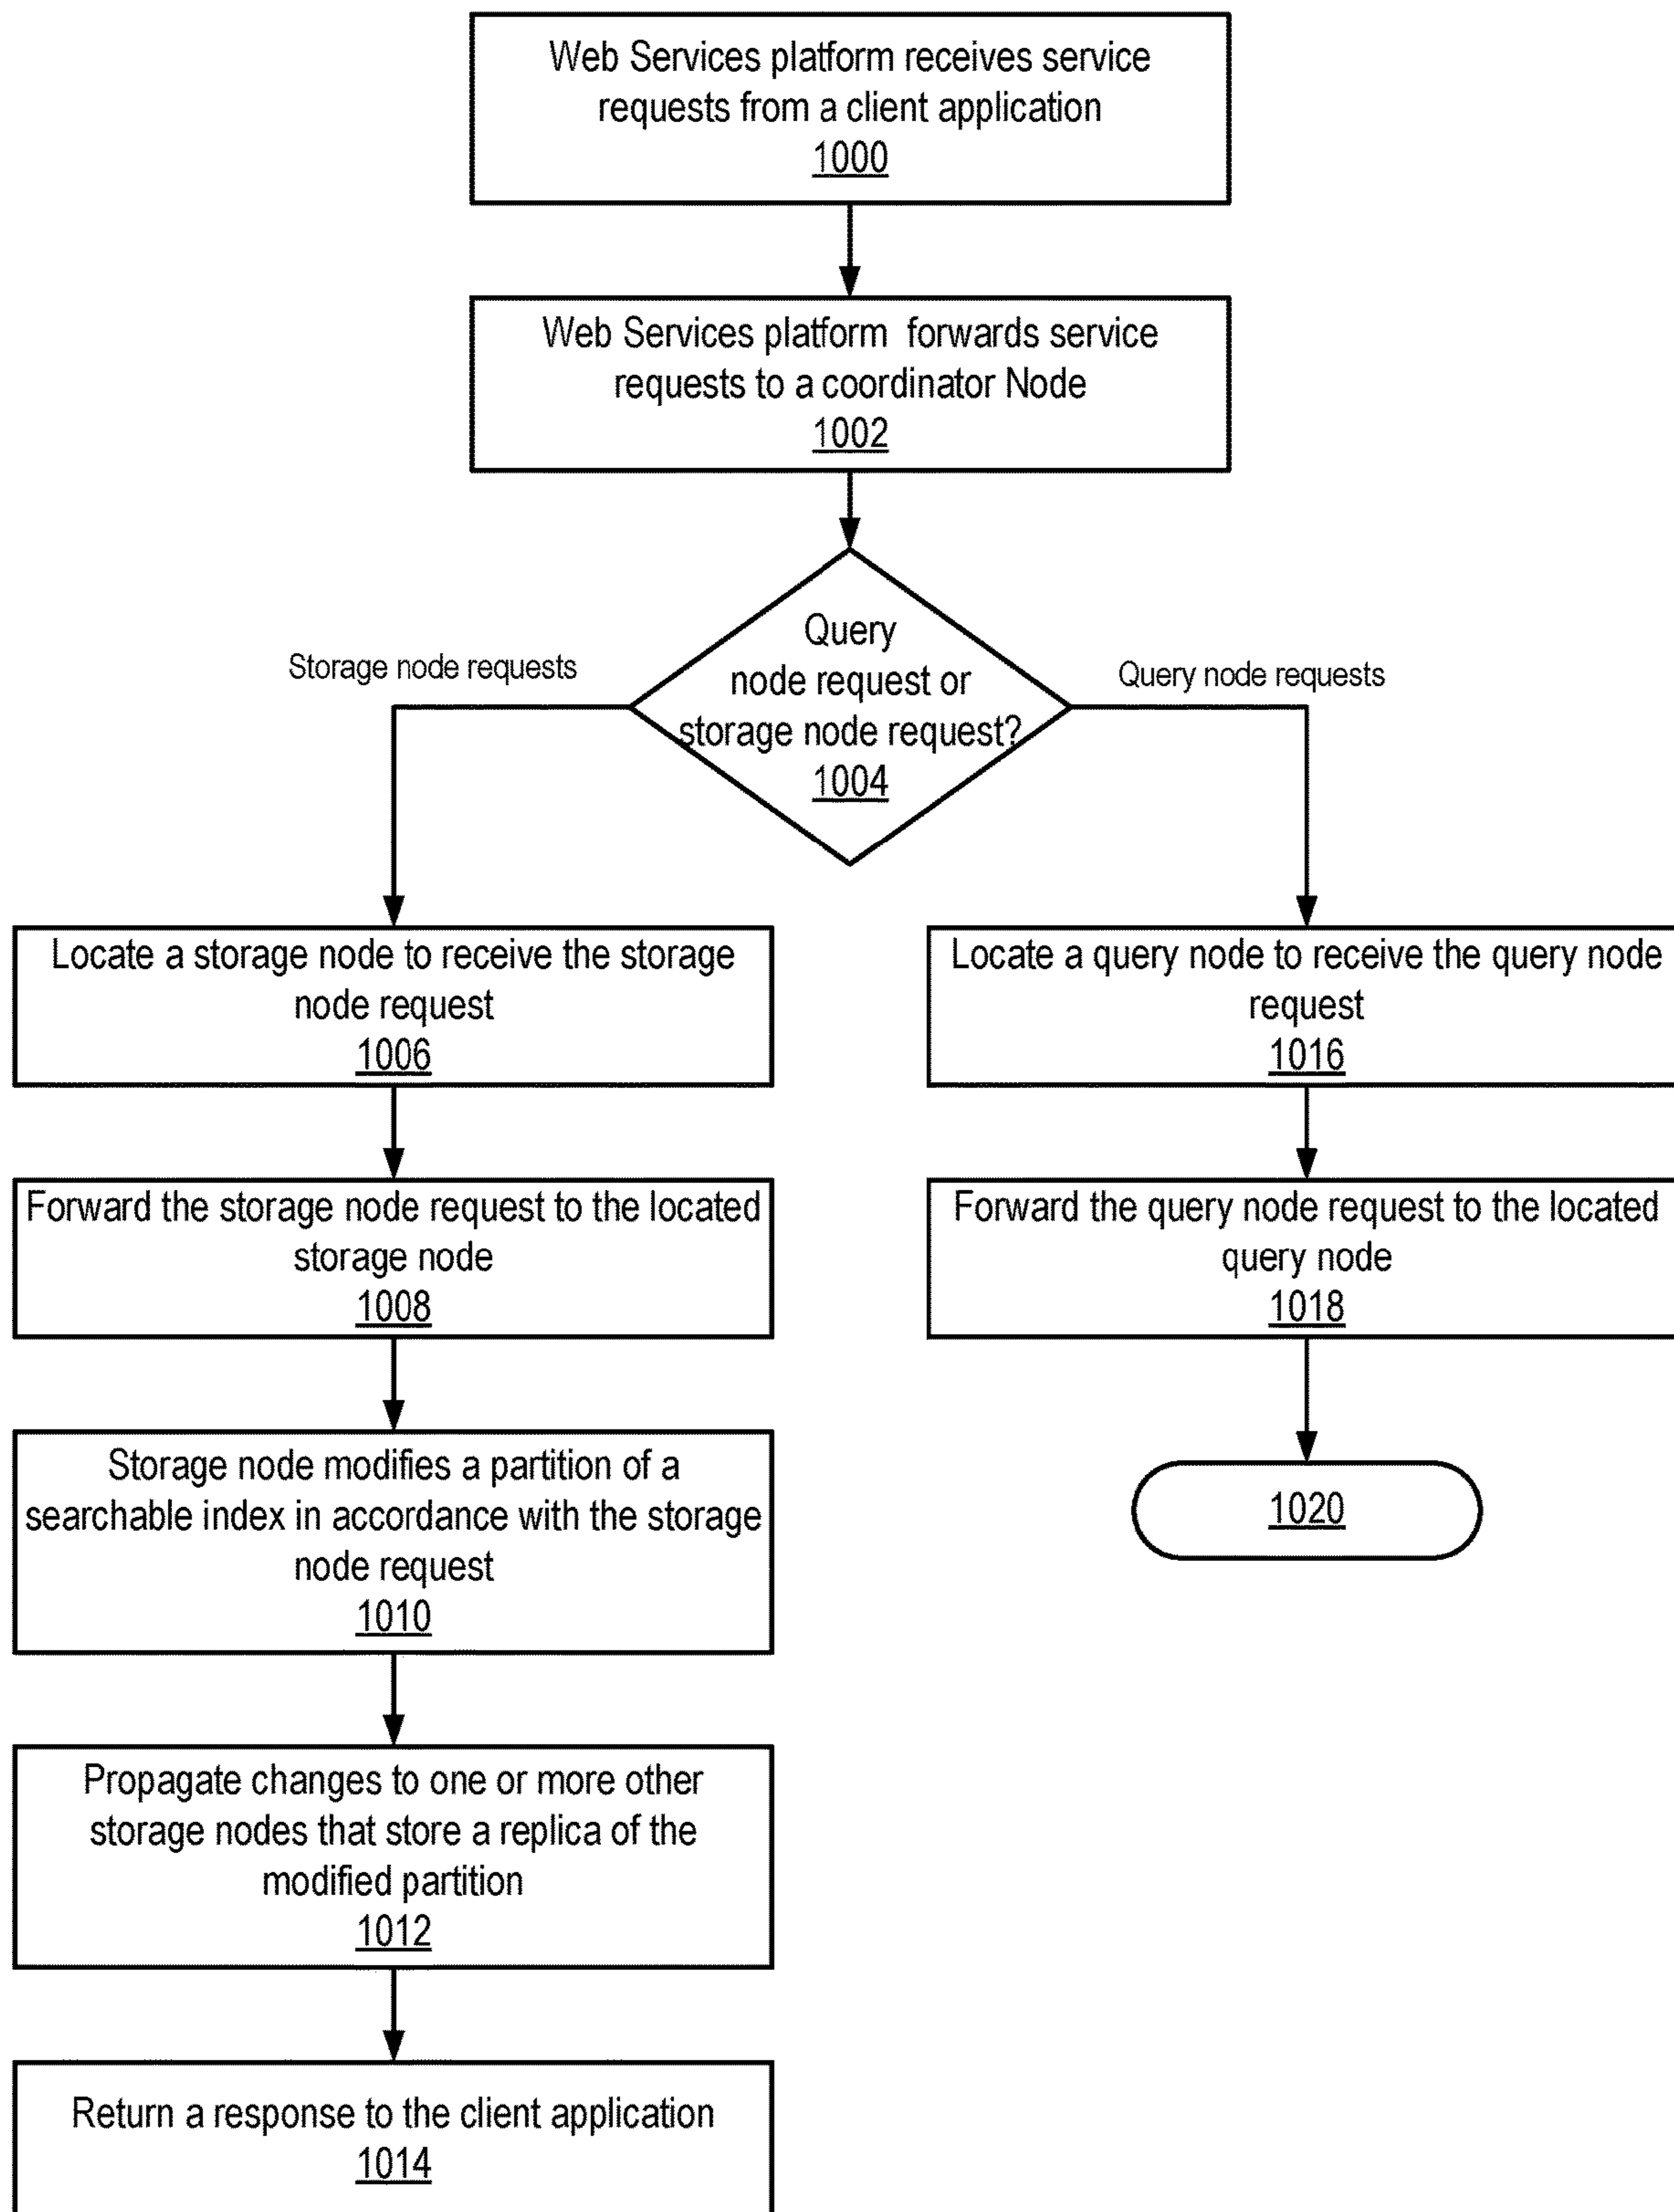 Web Services platform receives service
requests from a client application
1000
Web Services platform forwards service
requests to a coordinator Node
1002
Query
node request or
storage node request?
1004
Storage node requests
Query node requests
Locate a storage node to receive the storage
node request
1006
Forward the storage node request to the located
storage node
1008
Storage node modifies a partition of a
searchable index in accordance with the storage
node request
1010
Propagate changes to one or more other
storage nodes that store a replica of the
modified partition
1012
Return a response to the client application
1014
Locate a query node to receive the query node
request
1016
Forward the query node request to the located
query node
1018
1020